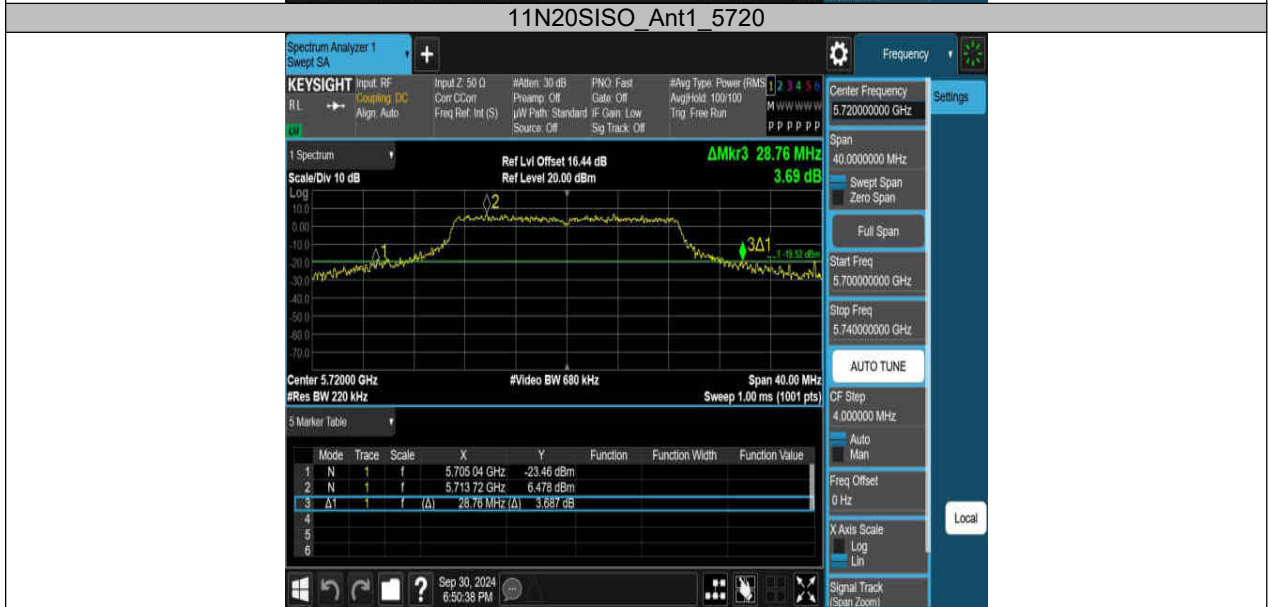 11N20SISO_Ant1_5720
Spectrum Analyzer 1
Swept SA
+
Frequency
KEYSIGHT
RL
LXI
Input: RF
Coupling: DC
Align: Auto
Input Z: 50 Ω
Corr CCorr
Freq Ref: Int (S)
#Atten: 30 dB
Preamp: Off
µW Path: Standard
Source: Off
PNO: Fast
Gate: Off
IF Gain: Low
Sig Track: Off
#Avg Type: Power (RMS
Avg|Hold: 100/100
Trig: Free Run
1 2 3 4 5 6
M W W W W W
P P P P P P
Center Frequency
5.720000000 GHz
Settings
Span
40.0000000 MHz
Swept Span
Zero Span
Full Span
Start Freq
5.700000000 GHz
Stop Freq
5.740000000 GHz
AUTO TUNE
CF Step
4.000000 MHz
Auto
Man
Freq Offset
0 Hz
X Axis Scale
Log
Lin
Signal Track
(Span Zoom)
Local
1 Spectrum
Scale/Div 10 dB
Ref Lvl Offset 16.44 dB
Ref Level 20.00 dBm
ΔMkr3 28.76 MHz
3.69 dB
Log
10.0
0.00
-10.0
-20.0
-30.0
-40.0
-50.0
-60.0
-70.0
1
2
3Δ1
-19.52 dBm
Center 5.72000 GHz
#Video BW 680 kHz
Span 40.00 MHz
#Res BW 220 kHz
Sweep 1.00 ms (1001 pts)
5 Marker Table
Mode Trace Scale X Y Function Function Width Function Value
1 N 1 f 5.705 04 GHz -23.46 dBm
2 N 1 f 5.713 72 GHz 6.478 dBm
3 Δ1 1 f (Δ) 28.76 MHz (Δ) 3.687 dB
4
5
6
?
Sep 30, 2024
6:50:38 PM